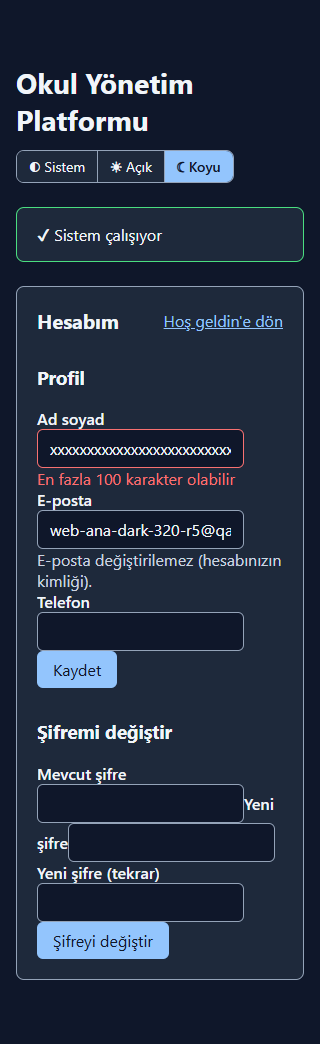 Okul Yönetim
Platformu
Sistem
Açık
Koyu
✓ Sistem çalışıyor
Hesabım
Hoş geldin'e dön
Profil
Ad soyad
xxxxxxxxxxxxxxxxxxxxxxxxx
En fazla 100 karakter olabilir
E-posta
web-ana-dark-320-r5@qa
E-posta değiştirilemez (hesabınızın
kimliği).
Telefon
Kaydet
Şifremi değiştir
Mevcut şifre
Yeni
şifre
Yeni şifre (tekrar)
Şifreyi değiştir